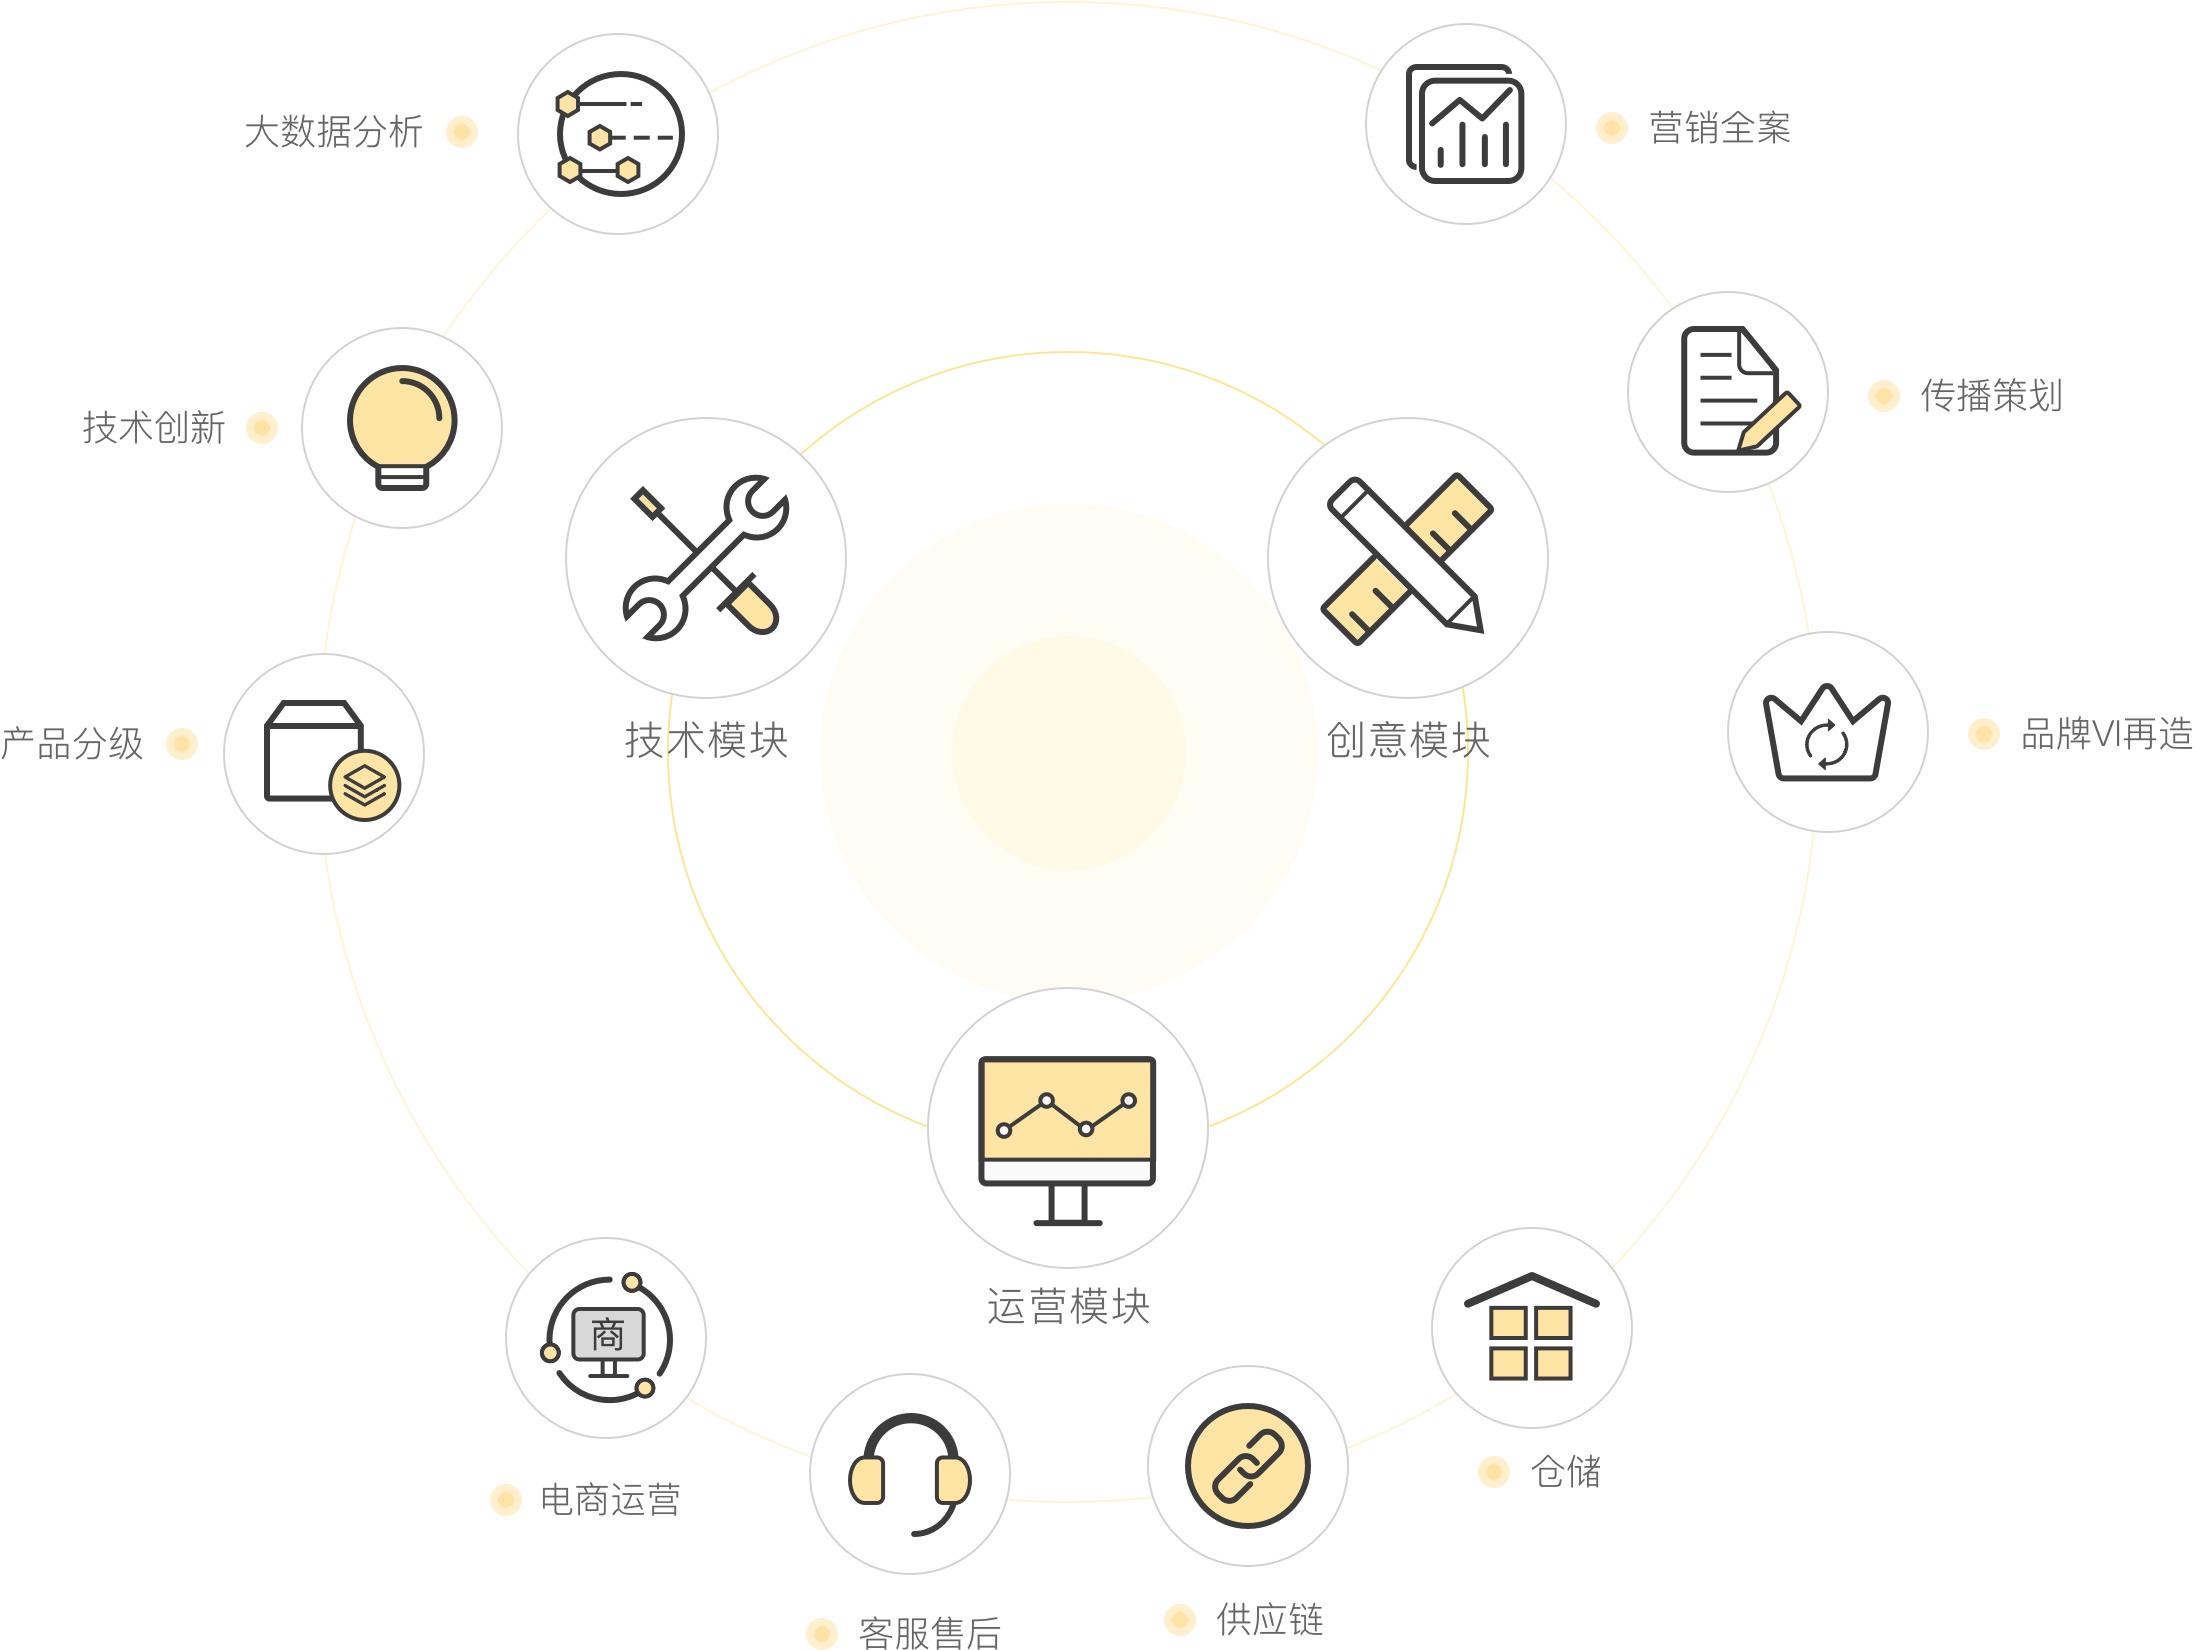 大数据分析
营销全案
传播策划
技术创新
产品分级
技术模块
创意模块
品牌VI再造
运营模块
商
电商运营
仓储
客服售后
供应链